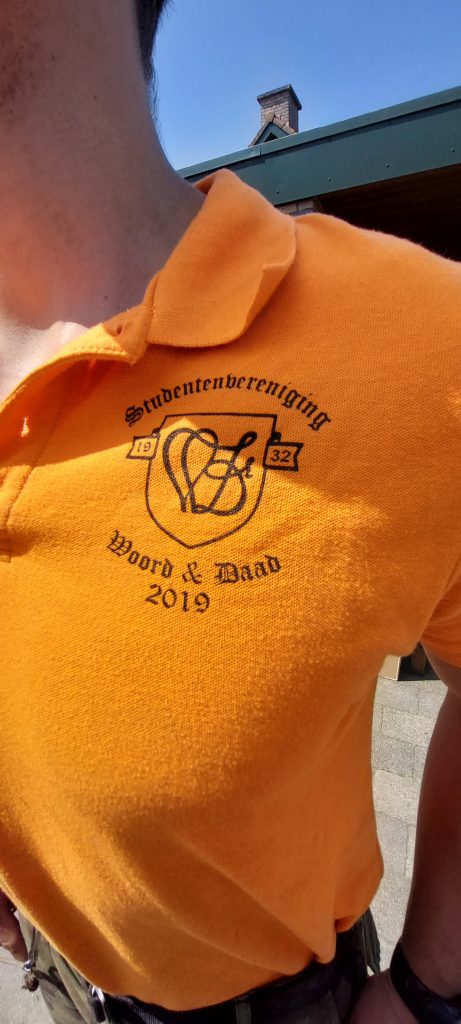 Studentenvereniging
19 32
Woord & Daad
2019